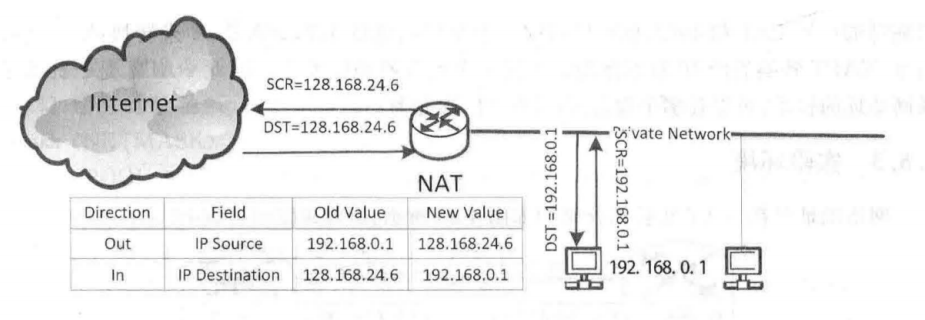 Internet
SCR=128.168.24.6
DST=128.168.24.6
NAT
Private Network
DST =192.168.0.1
SCR=192.168.0.1
192. 168. 0. 1
Direction Field Old Value New Value
Out IP Source 192.168.0.1 128.168.24.6
In IP Destination 128.168.24.6 192.168.0.1